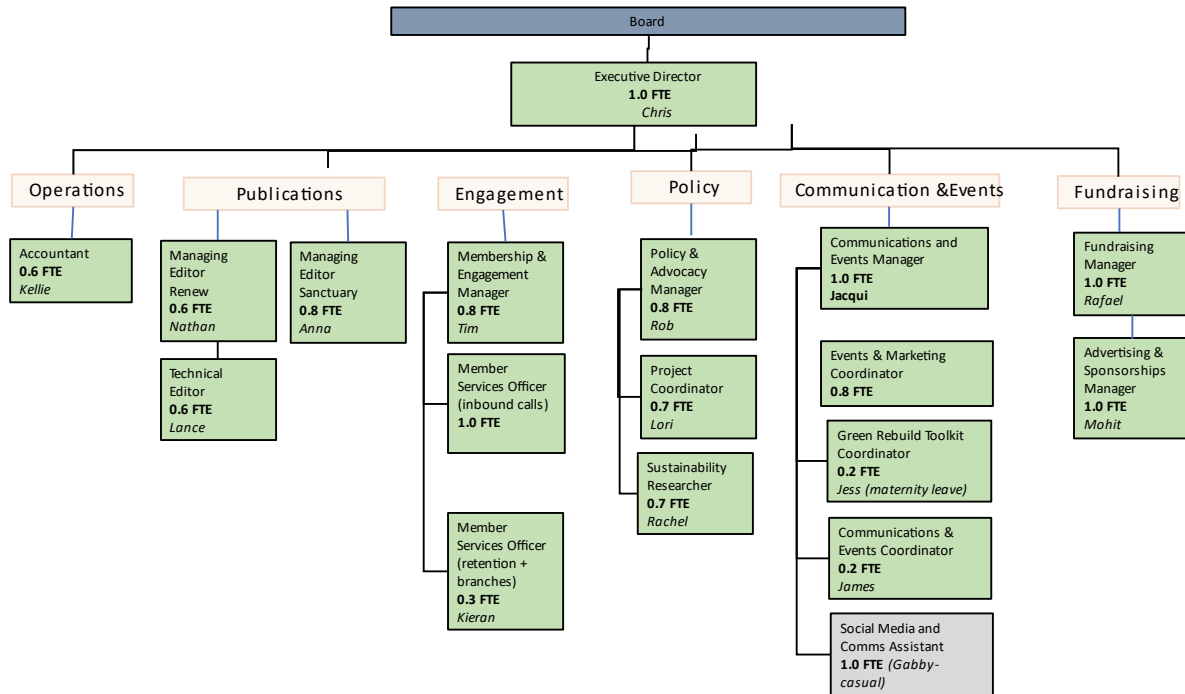 Board
Executive Director
1.0 FTE
Chris
Operations
Publications
Engagement
Policy
Communication &Events
Fundraising
Accountant
0.6 FTE
Kellie
Managing
Editor
Renew
0.6 FTE
Nathan
Technical
Editor
0.6 FTE
Lance
Managing
Editor
Sanctuary
0.8 FTE
Anna
Membership &
Engagement
Manager
0.8 FTE
Tim
Member
Services Officer
(inbound calls)
1.0 FTE
Member
Services Officer
(retention +
branches)
0.3 FTE
Kieran
Policy &
Advocacy
Manager
0.8 FTE
Rob
Project
Coordinator
0.7 FTE
Lori
Sustainability
Researcher
0.7 FTE
Rachel
Communications and
Events Manager
1.0 FTE
Jacqui
Events & Marketing
Coordinator
0.8 FTE
Green Rebuild Toolkit
Coordinator
0.2 FTE
Jess (maternity leave)
Communications &
Events Coordinator
0.2 FTE
James
Social Media and
Comms Assistant
1.0 FTE (Gabby-
casual)
Fundraising
Manager
1.0 FTE
Rafael
Advertising &
Sponsorships
Manager
1.0 FTE
Mohit